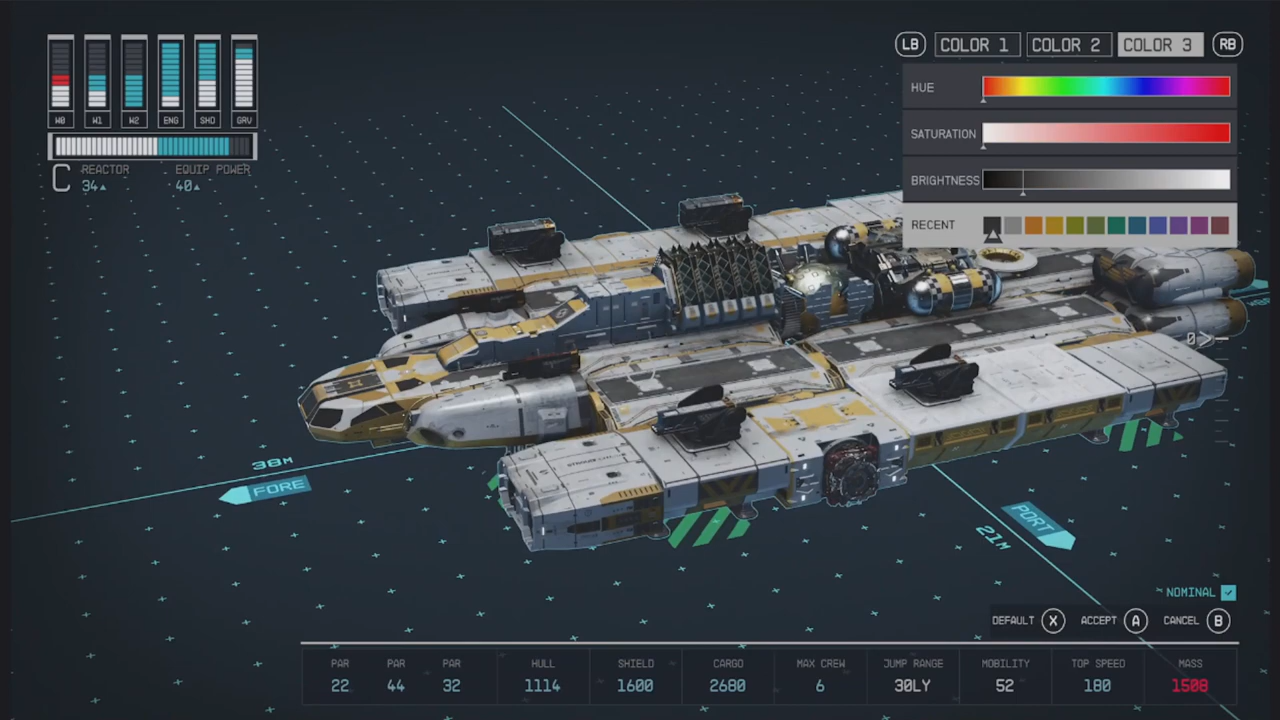 LB COLOR 1 COLOR 2 COLOR 3 RB
HUE
SATURATION
BRIGHTNESS
RECENT
W0 W1 W2 ENG SHD GRV
C REACTOR EQUIP POWER
34 40
38M
FORE
PORT
21M
NOMINAL
DEFAULT X ACCEPT A CANCEL B
PAR PAR PAR HULL SHIELD CARGO MAX CREW JUMP RANGE MOBILITY TOP SPEED MASS
22 44 32 1114 1600 2680 6 30LY 52 180 1508